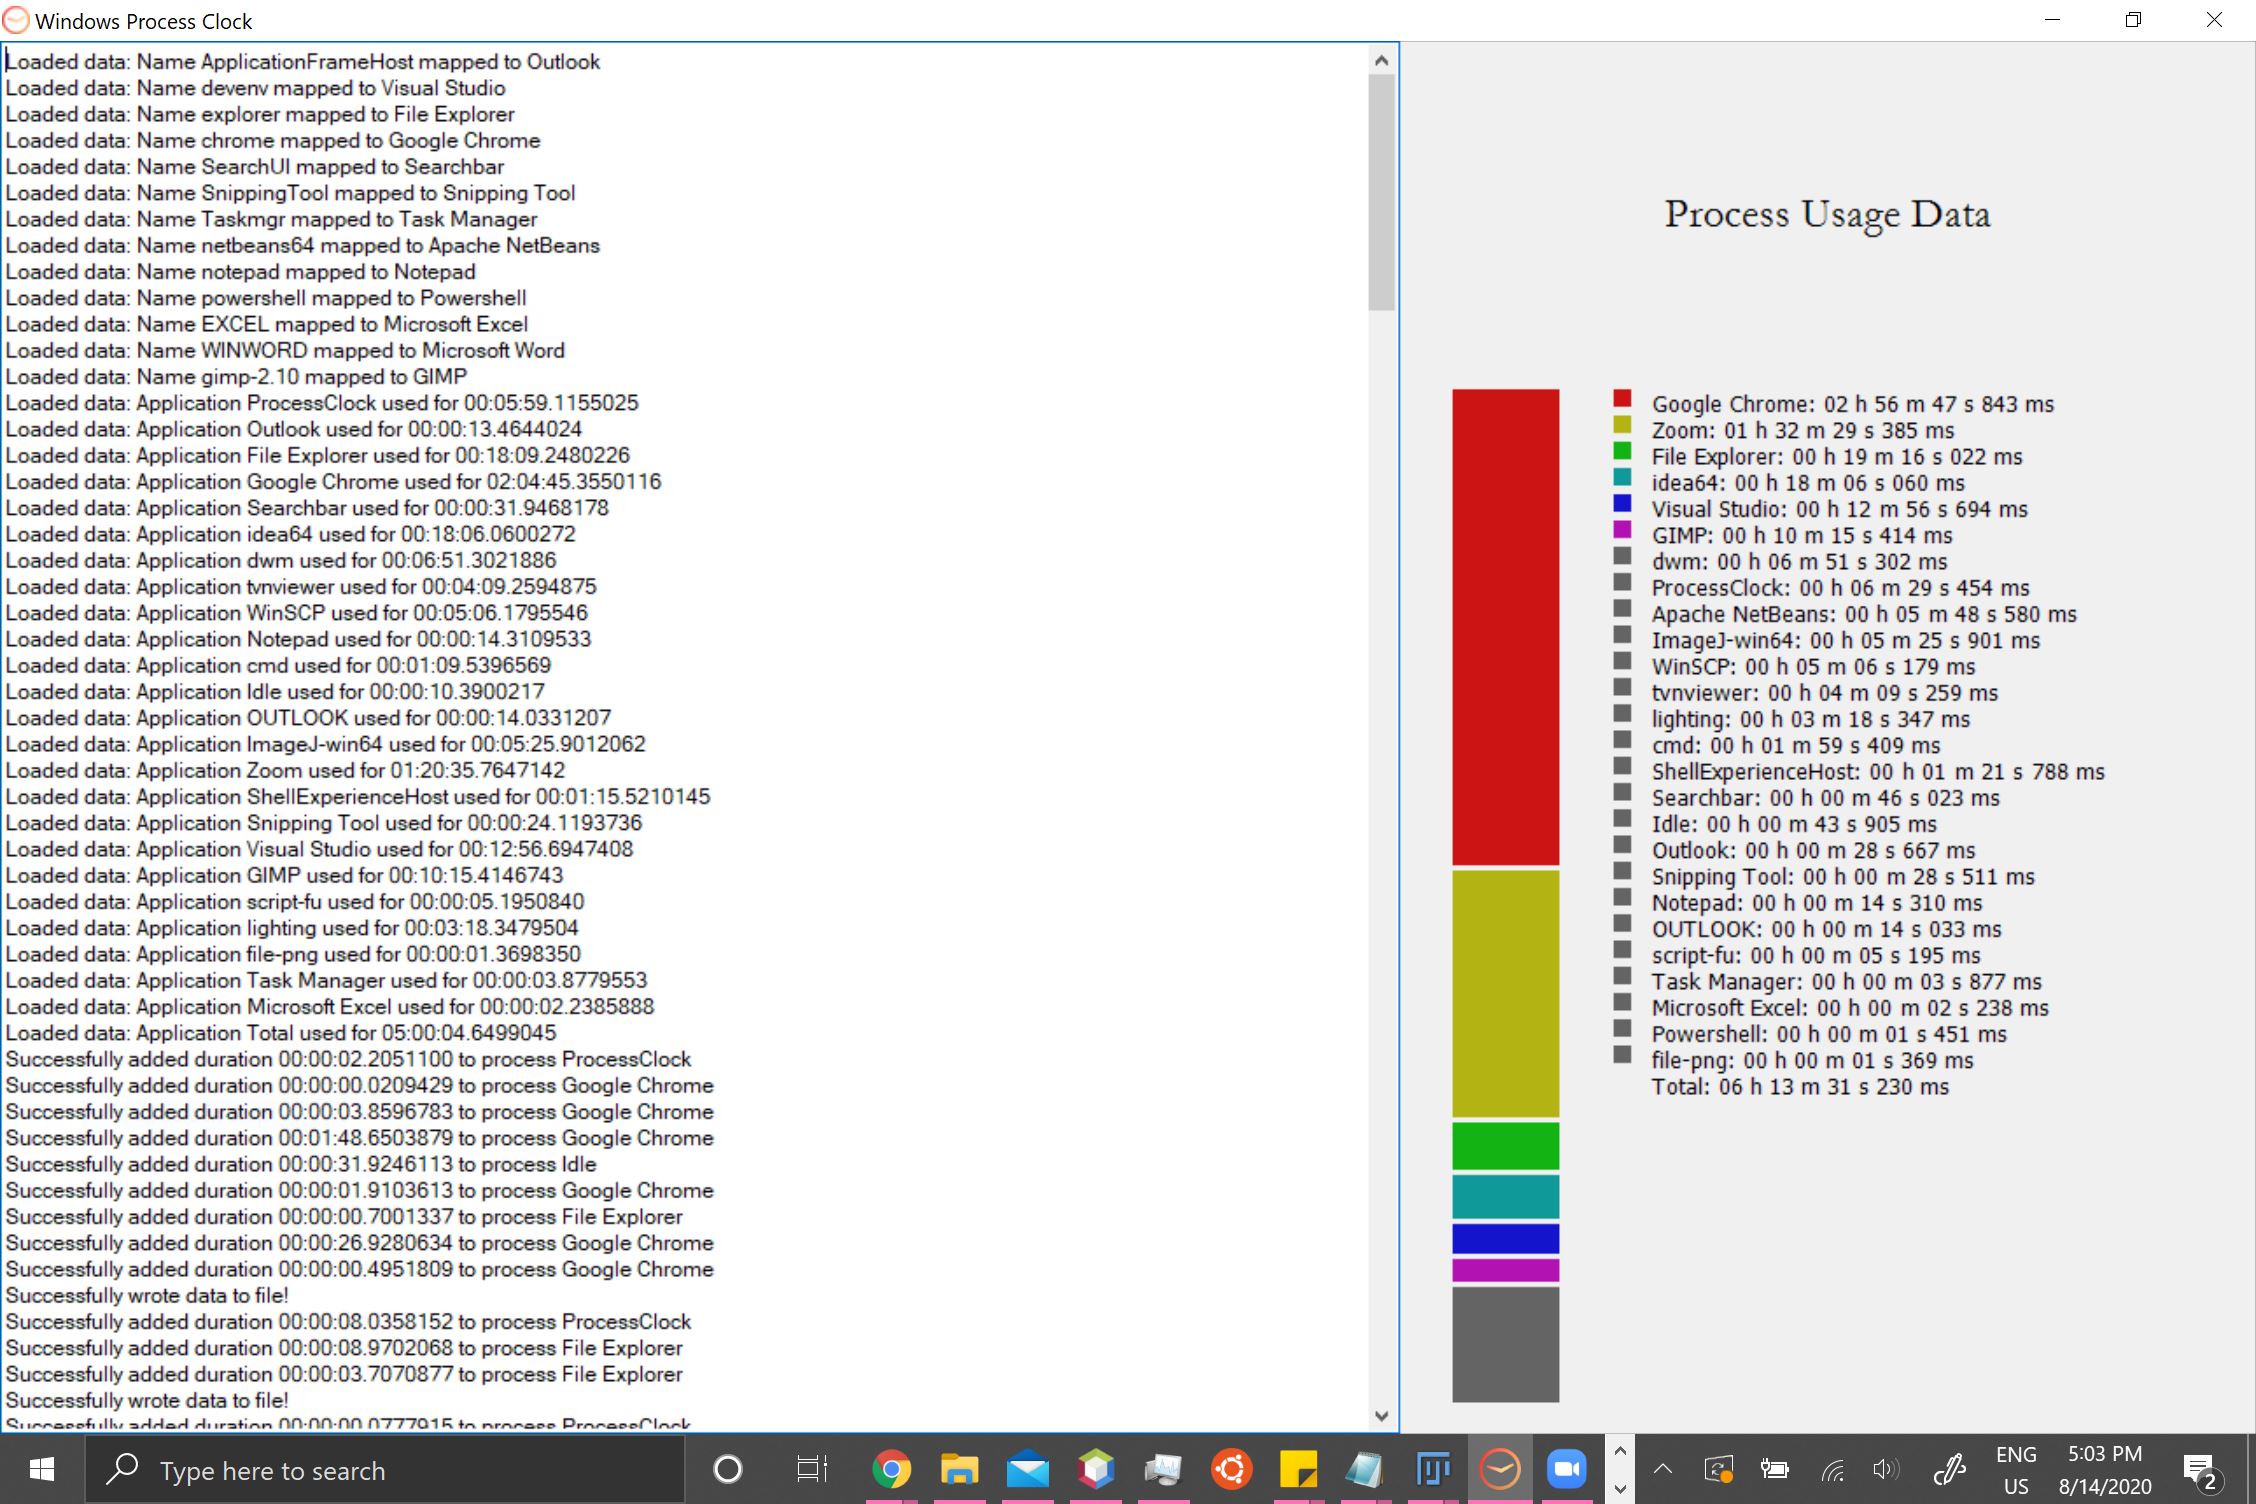 Windows Process Clock
Loaded data: Name ApplicationFrameHost mapped to Outlook
Loaded data: Name devenv mapped to Visual Studio
Loaded data: Name explorer mapped to File Explorer
Loaded data: Name chrome mapped to Google Chrome
Loaded data: Name SearchUI mapped to Searchbar
Loaded data: Name SnippingTool mapped to Snipping Tool
Loaded data: Name Taskmgr mapped to Task Manager
Loaded data: Name netbeans64 mapped to Apache NetBeans
Loaded data: Name notepad mapped to Notepad
Loaded data: Name powershell mapped to Powershell
Loaded data: Name EXCEL mapped to Microsoft Excel
Loaded data: Name WINWORD mapped to Microsoft Word
Loaded data: Name gimp-2.10 mapped to GIMP
Loaded data: Application ProcessClock used for 00:05:59.1155025
Loaded data: Application Outlook used for 00:00:13.4644024
Loaded data: Application File Explorer used for 00:18:09.2480226
Loaded data: Application Google Chrome used for 02:04:45.3550116
Loaded data: Application Searchbar used for 00:00:31.9468178
Loaded data: Application idea64 used for 00:18:06.0600272
Loaded data: Application dwm used for 00:06:51.3021886
Loaded data: Application tvnviewer used for 00:04:09.2594875
Loaded data: Application WinSCP used for 00:05:06.1795546
Loaded data: Application Notepad used for 00:00:14.3109533
Loaded data: Application cmd used for 00:01:09.5396569
Loaded data: Application Idle used for 00:00:10.3900217
Loaded data: Application OUTLOOK used for 00:00:14.0331207
Loaded data: Application ImageJ-win64 used for 00:05:25.9012062
Loaded data: Application Zoom used for 01:20:35.7647142
Loaded data: Application ShellExperienceHost used for 00:01:15.5210145
Loaded data: Application Snipping Tool used for 00:00:24.1193736
Loaded data: Application Visual Studio used for 00:12:56.6947408
Loaded data: Application GIMP used for 00:10:15.4146743
Loaded data: Application script-fu used for 00:00:05.1950840
Loaded data: Application lighting used for 00:03:18.3479504
Loaded data: Application file-png used for 00:00:01.3698350
Loaded data: Application Task Manager used for 00:00:03.8779553
Loaded data: Application Microsoft Excel used for 00:00:02.2385888
Loaded data: Application Total used for 05:00:04.6499045
Successfully added duration 00:00:02.2051100 to process ProcessClock
Successfully added duration 00:00:00.0209429 to process Google Chrome
Successfully added duration 00:00:03.8596783 to process Google Chrome
Successfully added duration 00:01:48.6503879 to process Google Chrome
Successfully added duration 00:00:31.9246113 to process Idle
Successfully added duration 00:00:01.9103613 to process Google Chrome
Successfully added duration 00:00:00.7001337 to process File Explorer
Successfully added duration 00:00:26.9280634 to process Google Chrome
Successfully added duration 00:00:00.4951809 to process Google Chrome
Successfully wrote data to file!
Successfully added duration 00:00:08.0358152 to process ProcessClock
Successfully added duration 00:00:08.9702068 to process File Explorer
Successfully added duration 00:00:03.7070877 to process File Explorer
Successfully wrote data to file!
Successfully added duration 00:00:00.0777915 to process ProcessClock
Process Usage Data
Google Chrome: 02 h 56 m 47 s 843 ms
Zoom: 01 h 32 m 29 s 385 ms
File Explorer: 00 h 19 m 16 s 022 ms
idea64: 00 h 18 m 06 s 060 ms
Visual Studio: 00 h 12 m 56 s 694 ms
GIMP: 00 h 10 m 15 s 414 ms
dwm: 00 h 06 m 51 s 302 ms
ProcessClock: 00 h 06 m 29 s 454 ms
Apache NetBeans: 00 h 05 m 48 s 580 ms
ImageJ-win64: 00 h 05 m 25 s 901 ms
WinSCP: 00 h 05 m 06 s 179 ms
tvnviewer: 00 h 04 m 09 s 259 ms
lighting: 00 h 03 m 18 s 347 ms
cmd: 00 h 01 m 59 s 409 ms
ShellExperienceHost: 00 h 01 m 21 s 788 ms
Searchbar: 00 h 00 m 46 s 023 ms
Idle: 00 h 00 m 43 s 905 ms
Outlook: 00 h 00 m 28 s 667 ms
Snipping Tool: 00 h 00 m 28 s 511 ms
Notepad: 00 h 00 m 14 s 310 ms
OUTLOOK: 00 h 00 m 14 s 033 ms
script-fu: 00 h 00 m 05 s 195 ms
Task Manager: 00 h 00 m 03 s 877 ms
Microsoft Excel: 00 h 00 m 02 s 238 ms
Powershell: 00 h 00 m 01 s 451 ms
file-png: 00 h 00 m 01 s 369 ms
Total: 06 h 13 m 31 s 230 ms
Type here to search
ENG
US
5:03 PM
8/14/2020
2